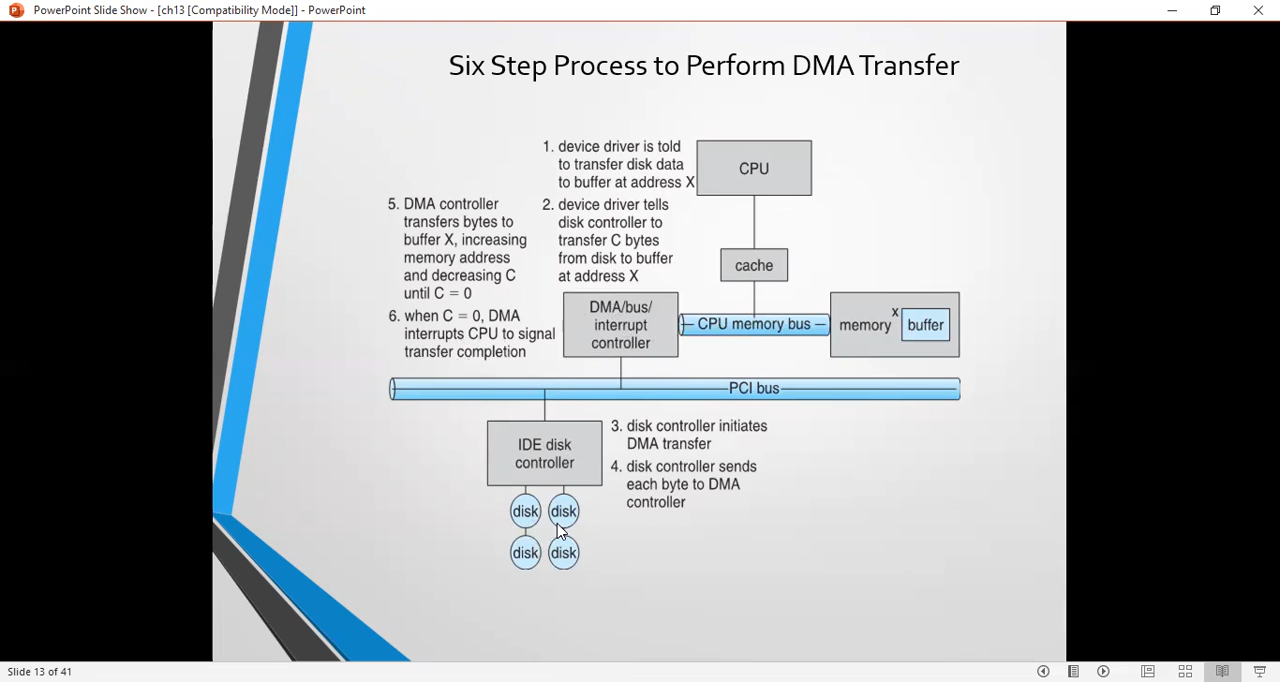 PowerPoint Slide Show - [ch13 [Compatibility Mode]] - PowerPoint
Six Step Process to Perform DMA Transfer
1. device driver is told
to transfer disk data
to buffer at address X
2. device driver tells
disk controller to
transfer C bytes
from disk to buffer
at address X
5. DMA controller
transfers bytes to
buffer X, increasing
memory address
and decreasing C
until C = 0
6. when C = 0, DMA
interrupts CPU to signal
transfer completion
CPU
cache
DMA/bus/
interrupt
controller
CPU memory bus
memory
x
buffer
PCI bus
IDE disk
controller
3. disk controller initiates
DMA transfer
4. disk controller sends
each byte to DMA
controller
disk
disk
disk
disk
Slide 13 of 41